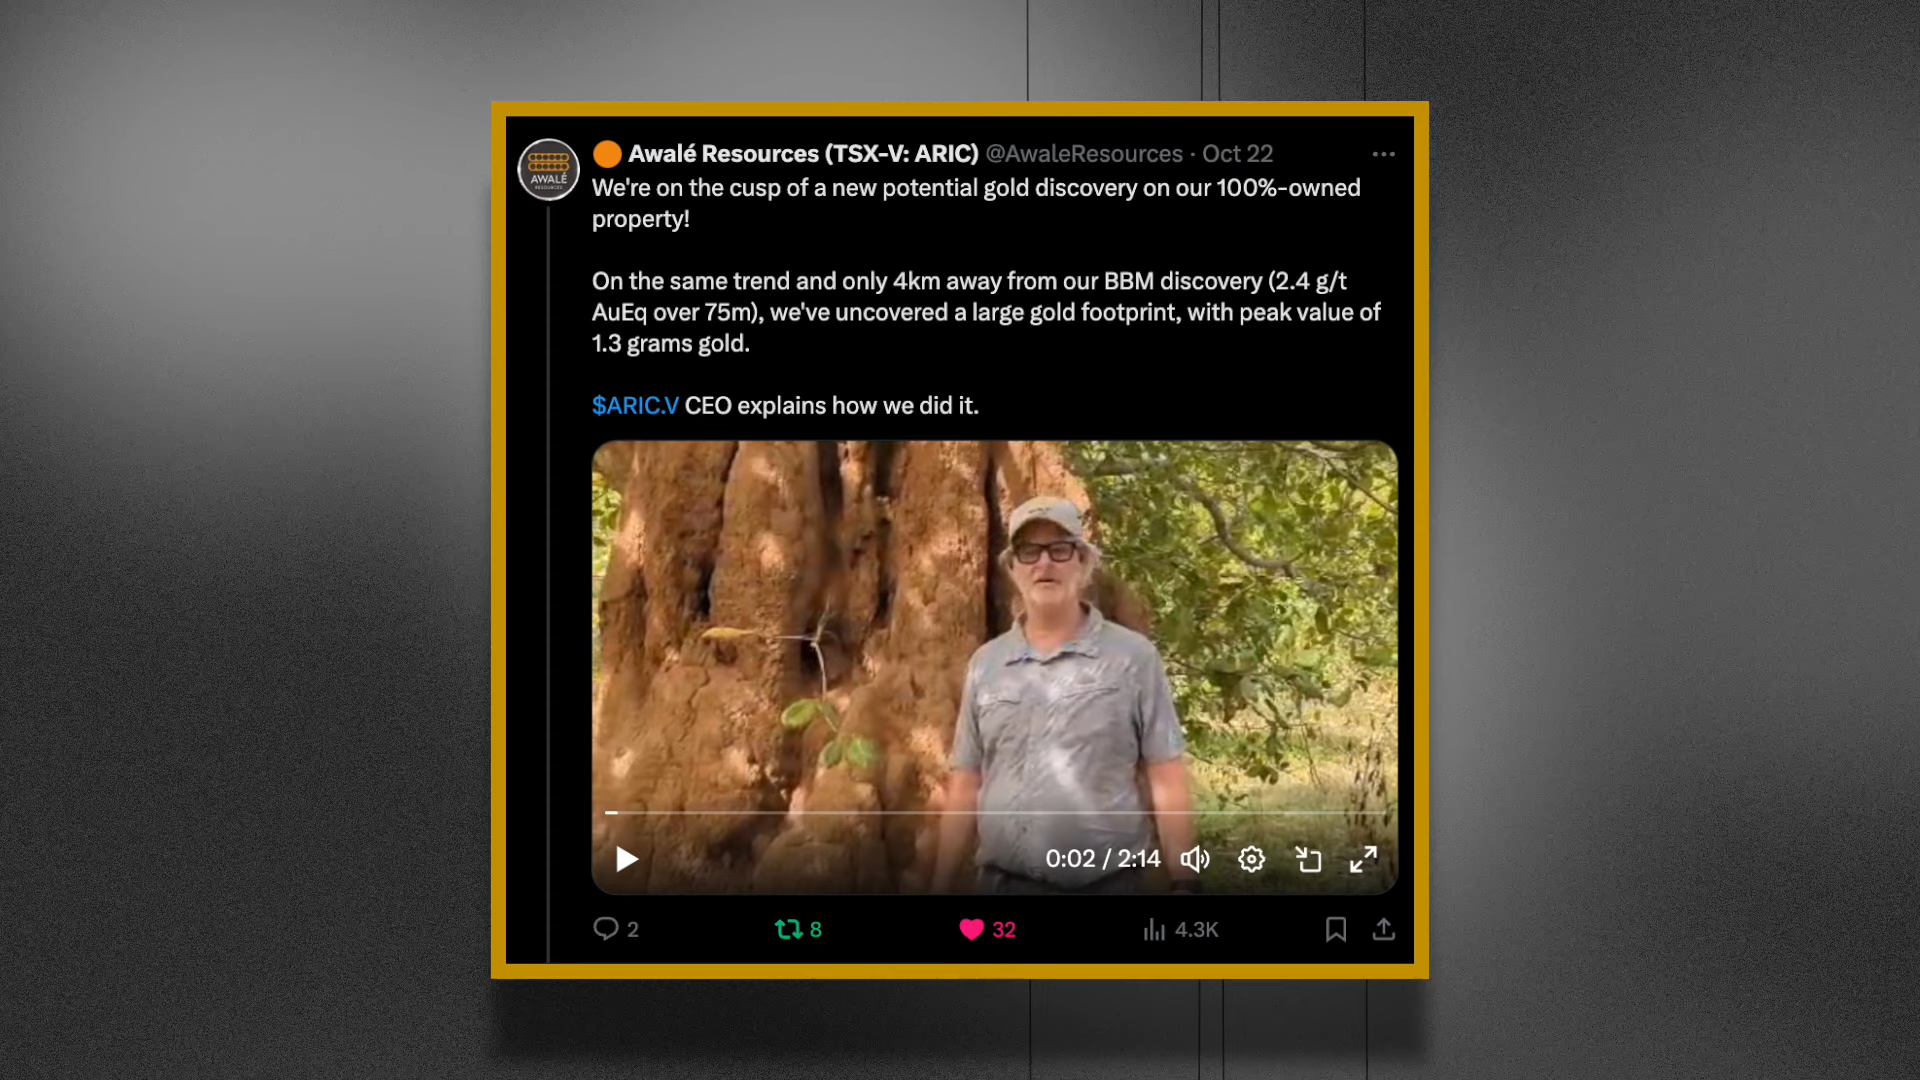 AWALÉ
RESOURCES
Awalé Resources (TSX-V: ARIC) @AwaleResources · Oct 22
We're on the cusp of a new potential gold discovery on our 100%-owned
property!
On the same trend and only 4km away from our BBM discovery (2.4 g/t
AuEq over 75m), we've uncovered a large gold footprint, with peak value of
1.3 grams gold.
$ARIC.V CEO explains how we did it.
0:02 / 2:14
2 8 32 4.3K